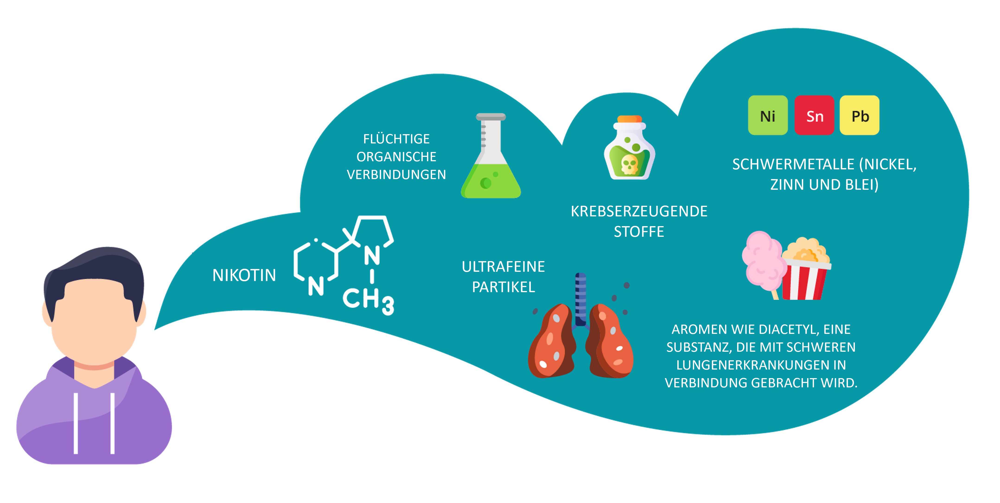 FLÜCHTIGE
ORGANISCHE
VERBINDUNGEN
Ni
Sn
Pb
SCHWERMETALLE (NICKEL,
ZINN UND BLEI)
KREBSERZEUGENDE
STOFFE
NIKOTIN
N
N
CH3
ULTRAFEINE
PARTIKEL
AROMEN WIE DIACETYL, EINE
SUBSTANZ, DIE MIT SCHWEREN
LUNGENERKRANKUNGEN IN
VERBINDUNG GEBRACHT WIRD.